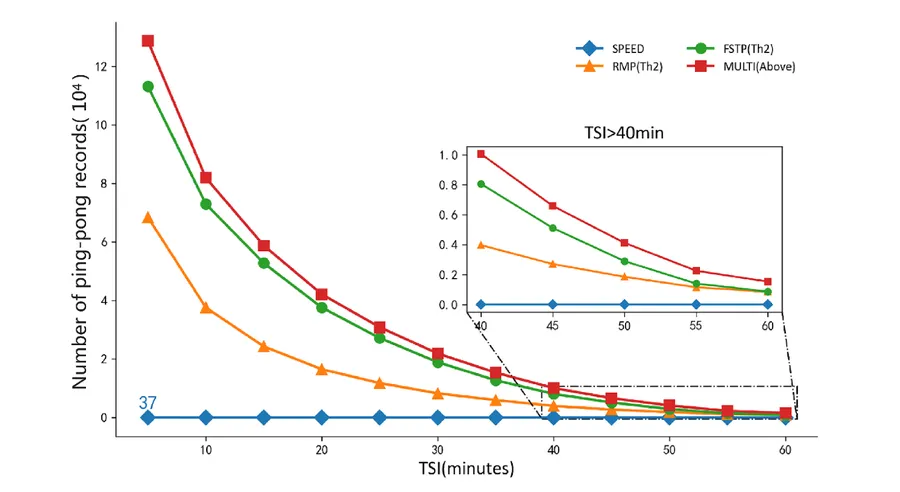 Number of ping-pong records( 10⁴)
12
10
8
6
4
2
0
37
SPEED
RMP(Th2)
FSTP(Th2)
MULTI(Above)
TSI>40min
1.0
0.8
0.6
0.4
0.2
0.0
40 45 50 55 60
10 20 30 40 50 60
TSI(minutes)